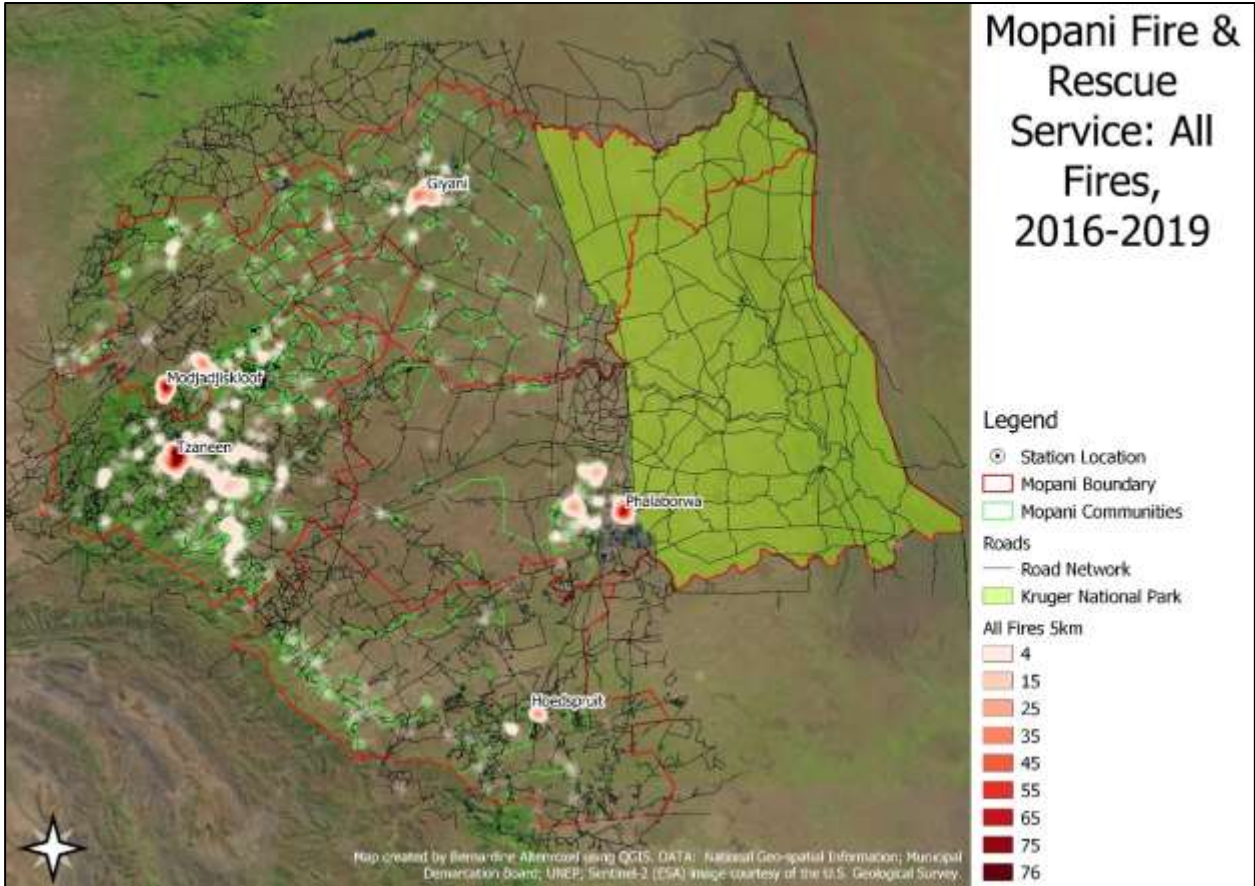 Mopani Fire &
Rescue
Service: All
Fires,
2016-2019
Giyani
Modjadjiskloof
Tzaneen
Phalaborwa
Hoedspruit
Legend
Station Location
Mopani Boundary
Mopani Communities
Roads
Road Network
Kruger National Park
All Fires 5km
4
15
25
35
45
55
65
75
76
Map created by Bernardine using QGIS. DATA: National Geo-spatial Information; Municipal
Demarcation Board; UNEP; Sentinel-2 (ESA) image courtesy of the U.S. Geological Survey.